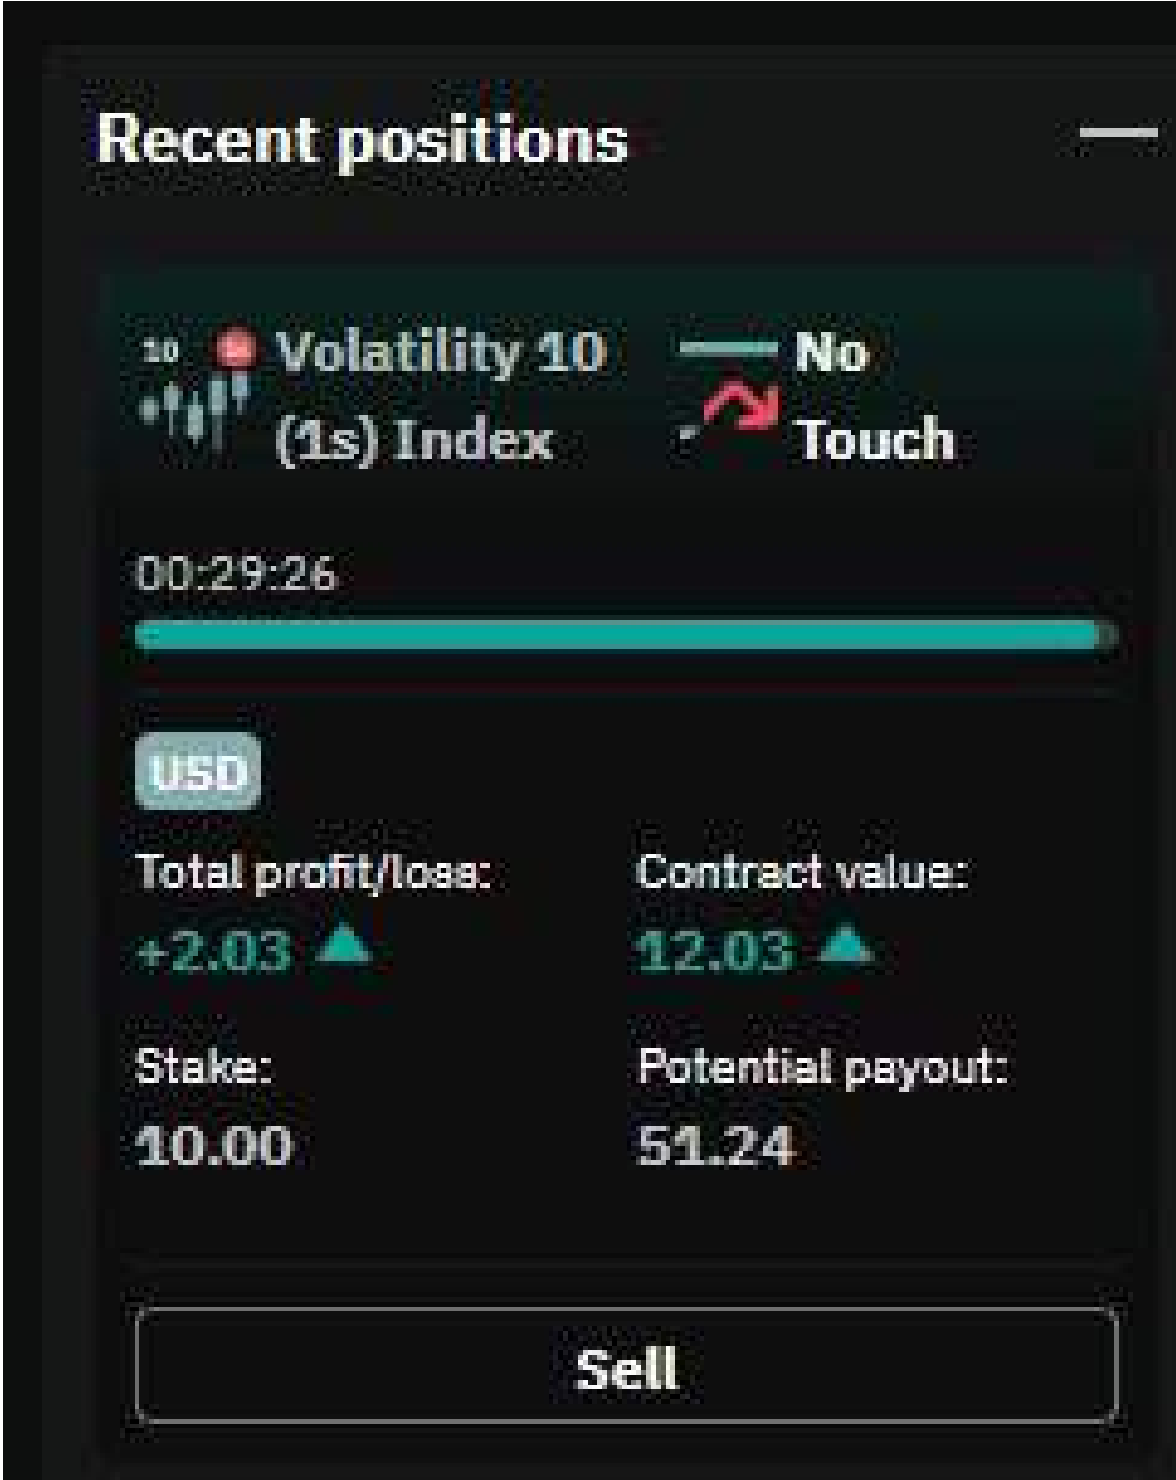 Recent positions
10 Volatility 10 No
(1s) Index Touch
00:29:26
USD
Total profit/loss: Contract value:
+2.03 12.03
Stake: Potential payout:
10.00 51.24
Sell